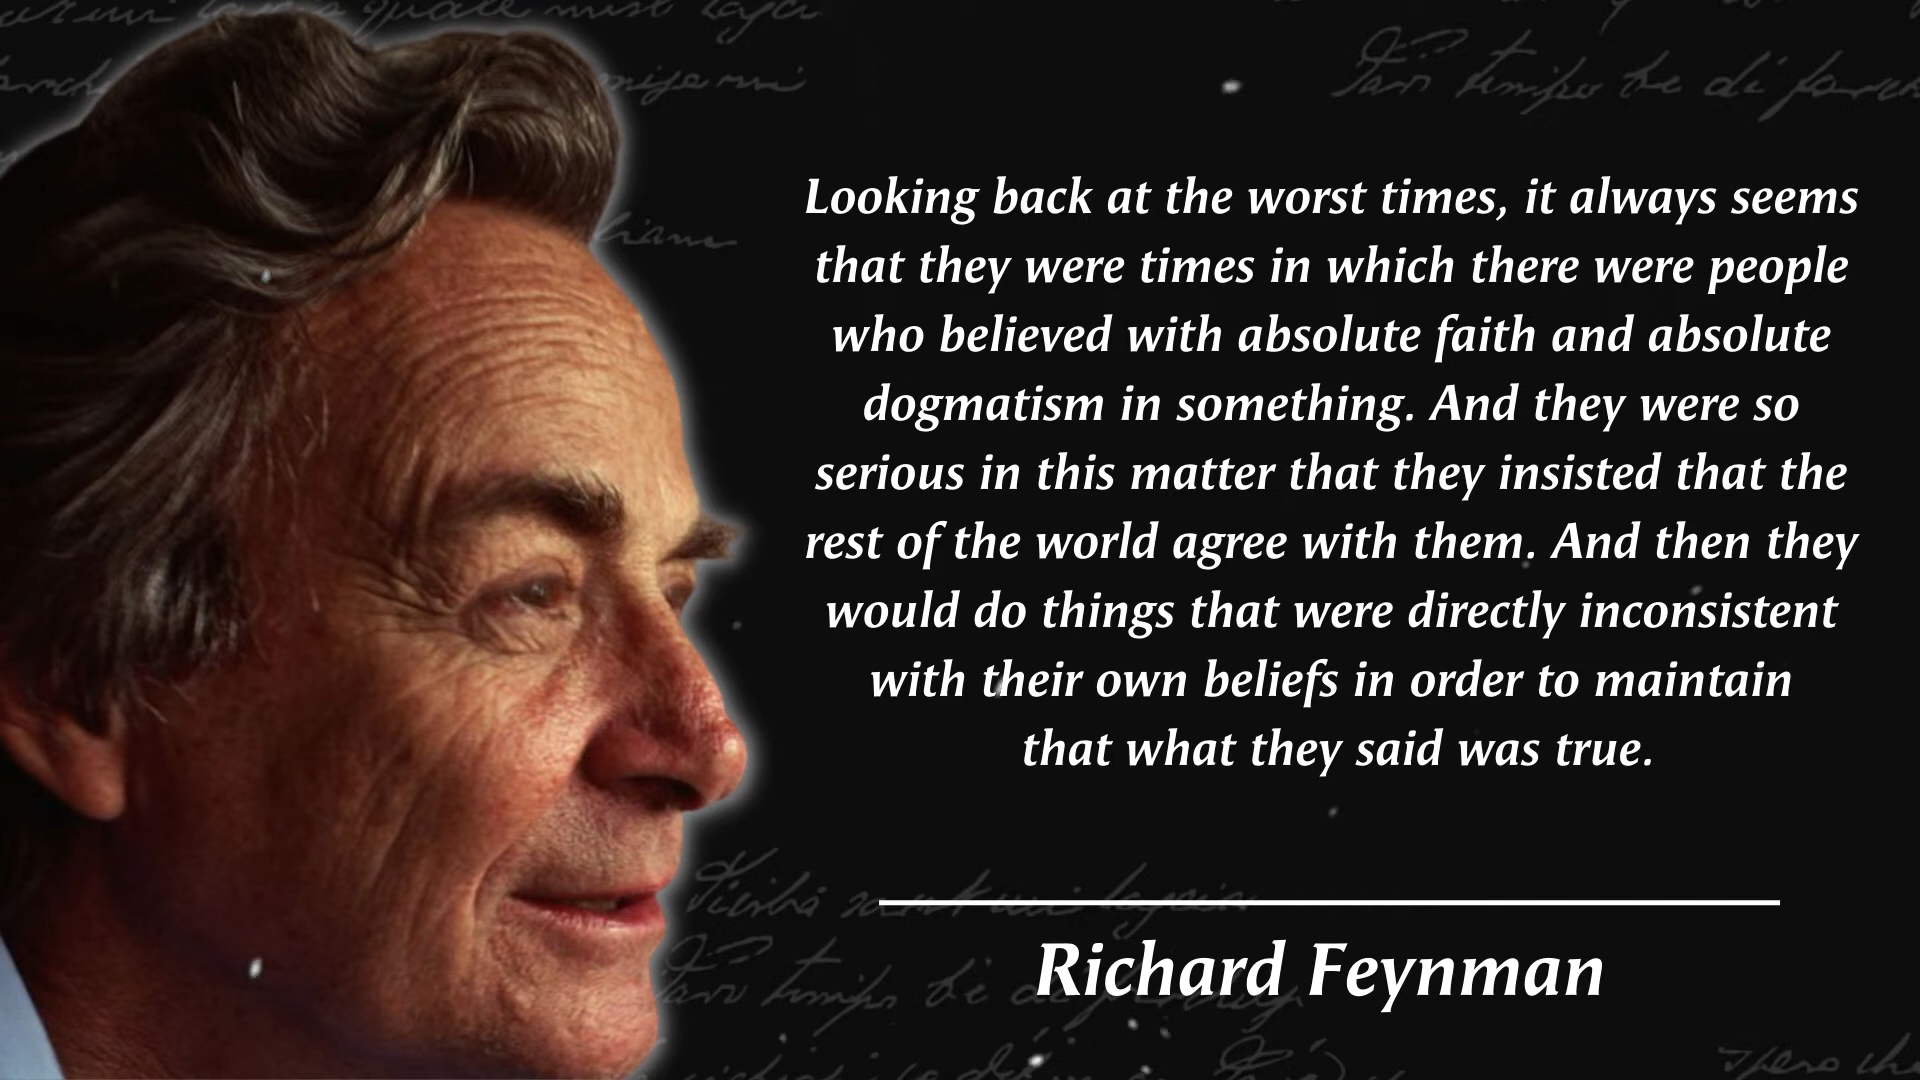 Looking back at the worst times, it always seems
that they were times in which there were people
who believed with absolute faith and absolute
dogmatism in something. And they were so
serious in this matter that they insisted that the
rest of the world agree with them. And then they
would do things that were directly inconsistent
with their own beliefs in order to maintain
that what they said was true.
Richard Feynman